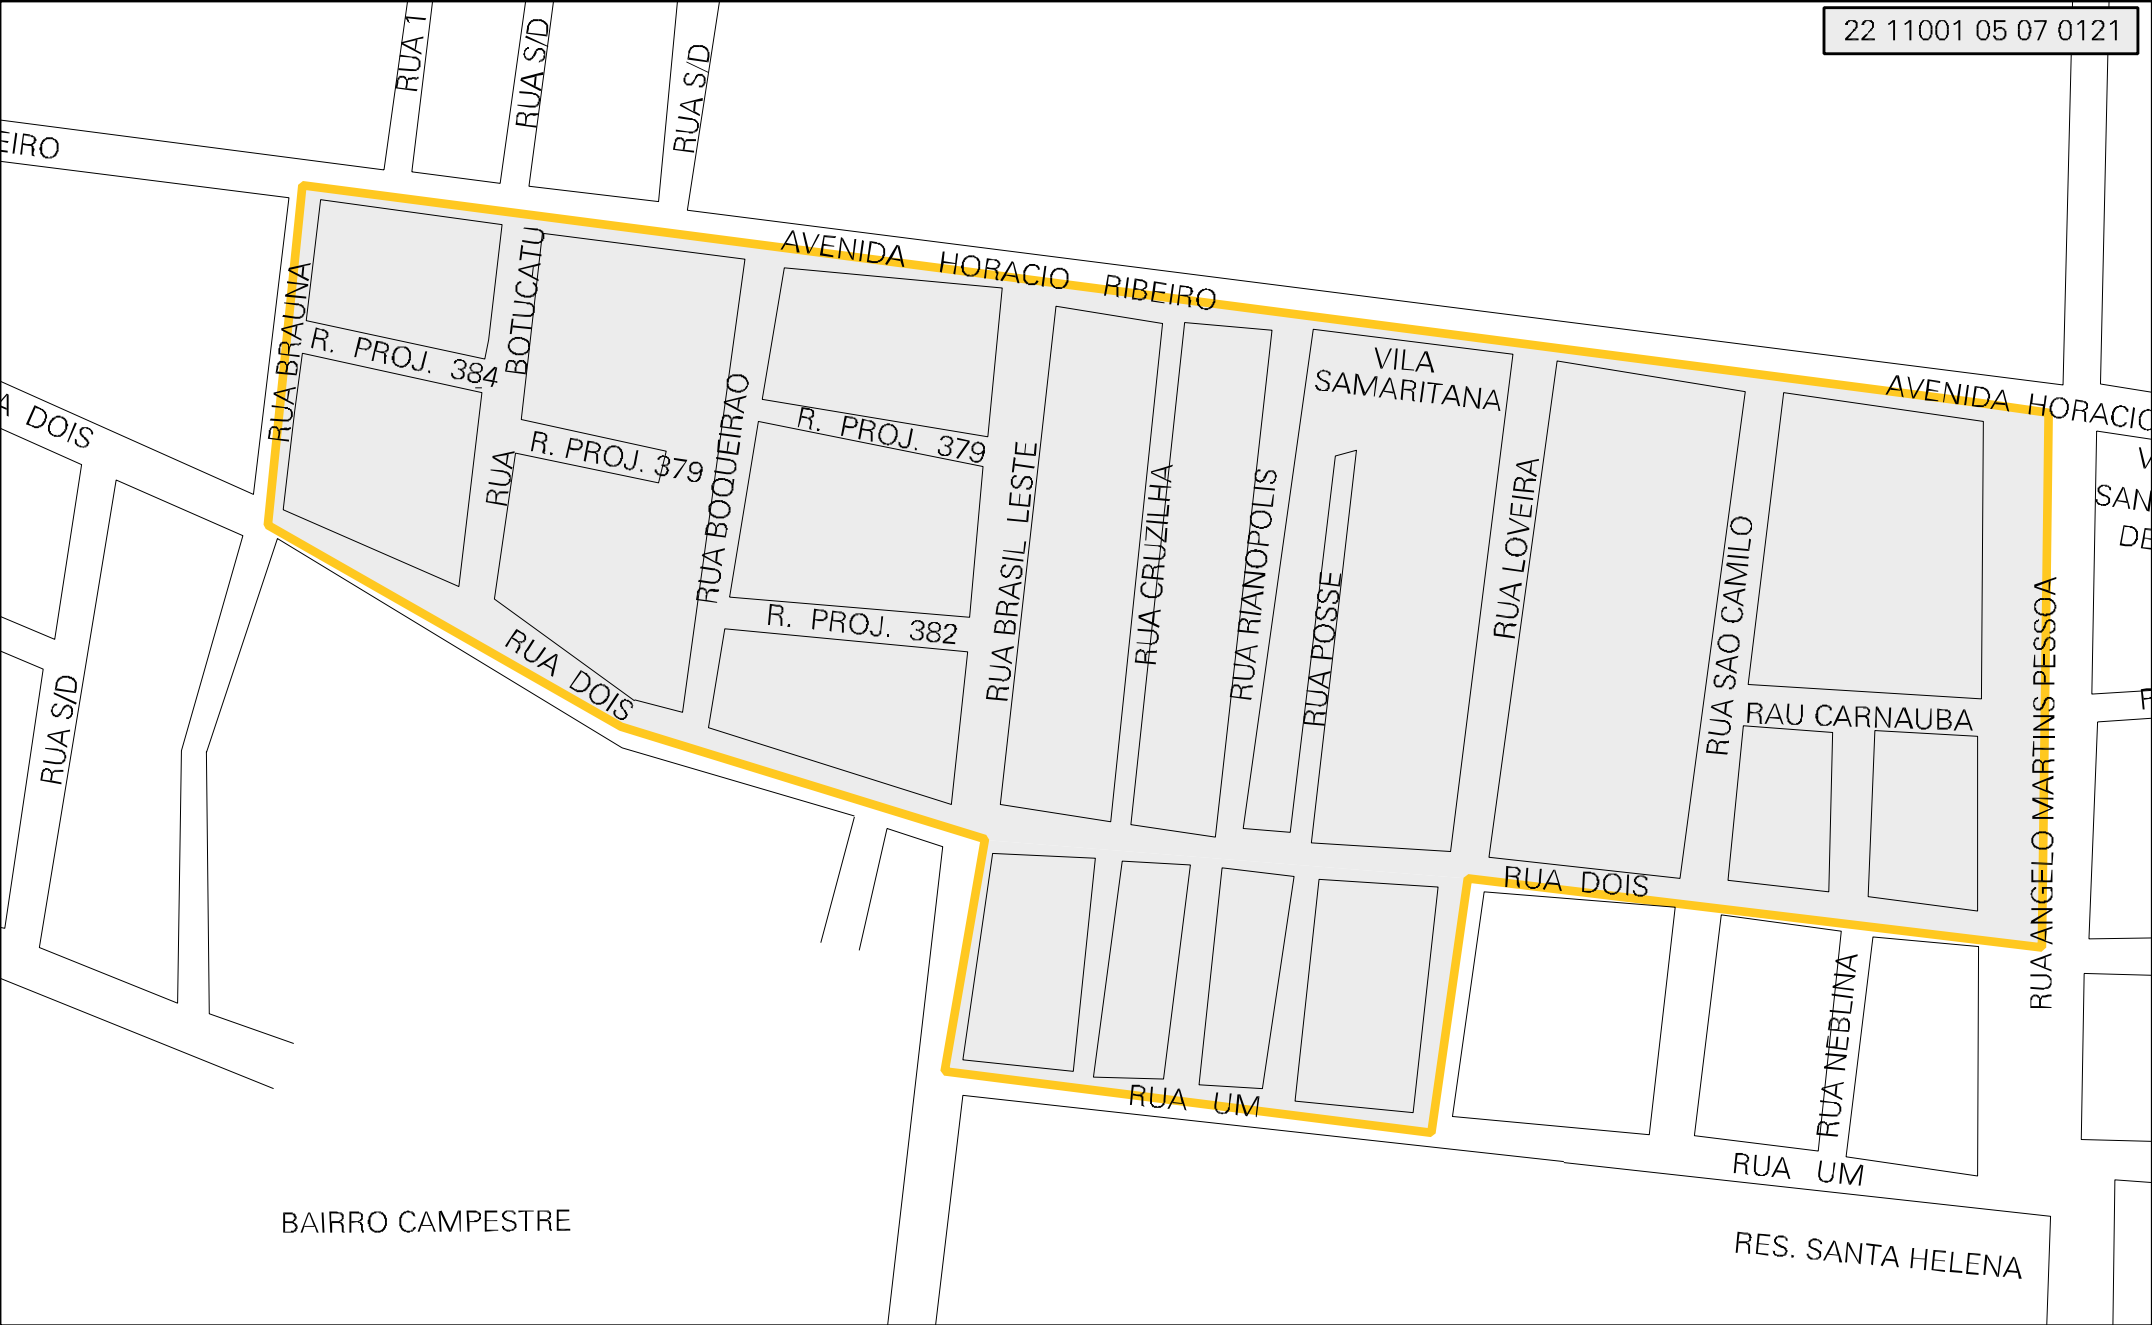 22 11001 05 07 0121
RUA 1
RUA S/D
RUA S/D
EIRO
AVENIDA HORACIO RIBEIRO
RUA BRAUNA
R. PROJ. 384
RUA BOTUCATU
R. PROJ. 379
RUA BOQUEIRAO
R. PROJ. 379
R. PROJ. 382
RUA BRASIL LESTE
RUA CRUZILHA
RUA RIANOPOLIS
RUA POSSE
VILA
SAMARITANA
RUA LOVEIRA
RUA SAO CAMILO
AVENIDA HORACIO
V
SAN
DE
RAU CARNAUBA
RUA ANGELO MARTINS PESSOA
R
A DOIS
RUA S/D
RUA DOIS
RUA DOIS
RUA NEBLINA
RUA UM
RUA UM
BAIRRO CAMPESTRE
RES. SANTA HELENA